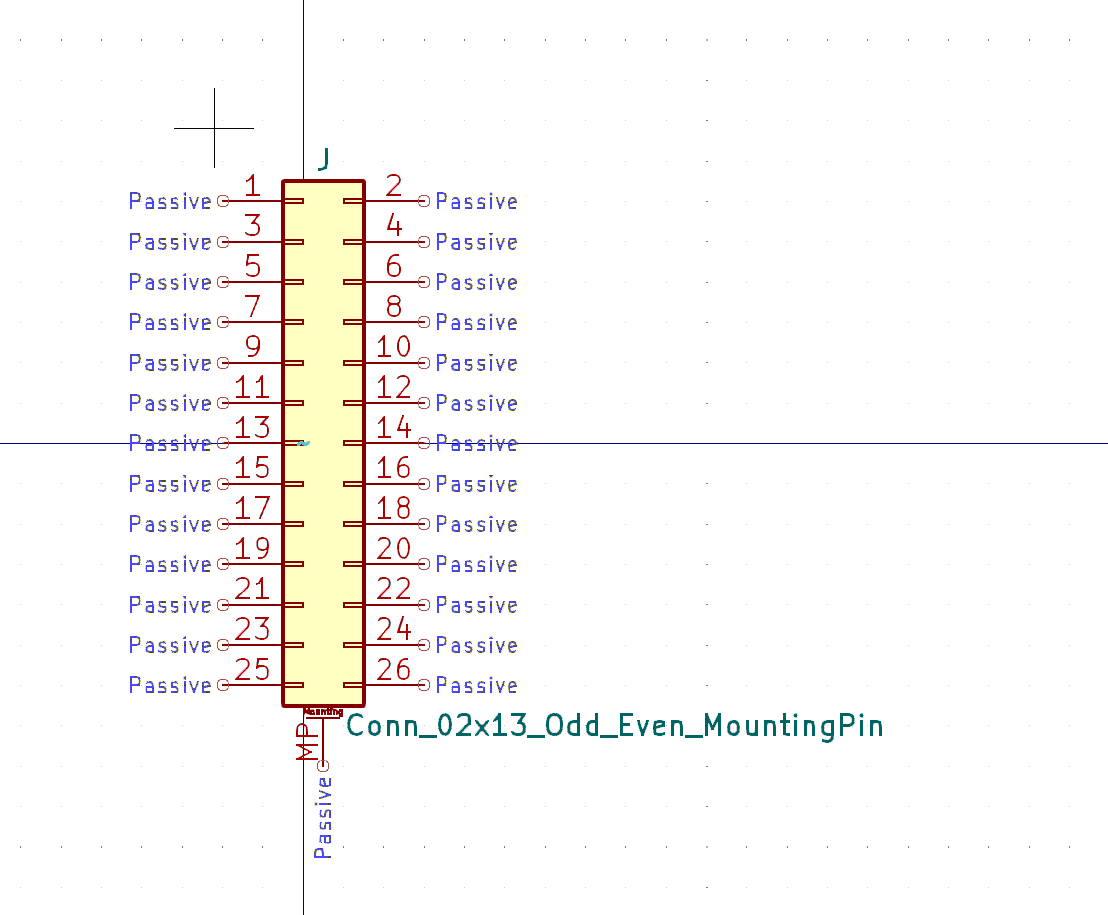 J
Passive 1 2 Passive
Passive 3 4 Passive
Passive 5 6 Passive
Passive 7 8 Passive
Passive 9 10 Passive
Passive 11 12 Passive
Passive 13 14 Passive
Passive 15 16 Passive
Passive 17 18 Passive
Passive 19 20 Passive
Passive 21 22 Passive
Passive 23 24 Passive
Passive 25 26 Passive
Mounting
Conn_02x13_Odd_Even_MountingPin
MP
Passive